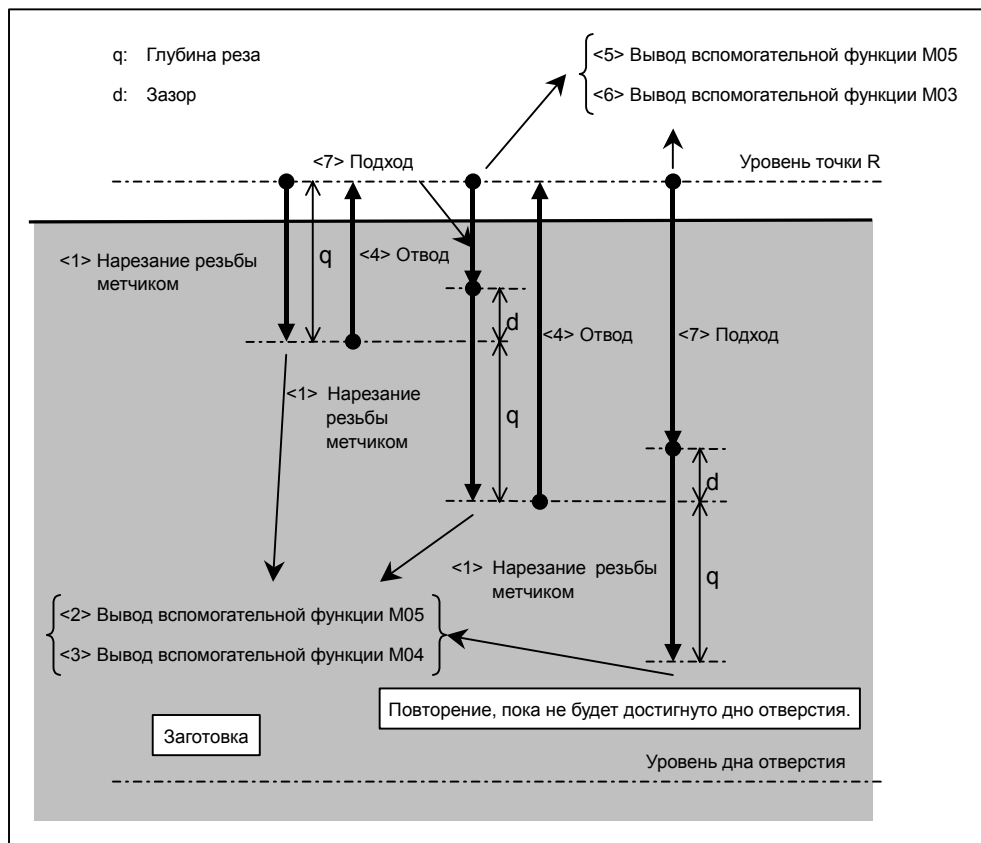 q: Глубина реза
d: Зазор
<5> Вывод вспомогательной функции M05
<6> Вывод вспомогательной функции M03
<7> Подход
Уровень точки R
<1> Нарезание резьбы
метчиком
q
<4> Отвод
d
<4> Отвод
<7> Подход
<1> Нарезание
резьбы
метчиком
q
d
<1> Нарезание резьбы
метчиком
q
<2> Вывод вспомогательной функции M05
<3> Вывод вспомогательной функции M04
Повторение, пока не будет достигнуто дно отверстия.
Заготовка
Уровень дна отверстия